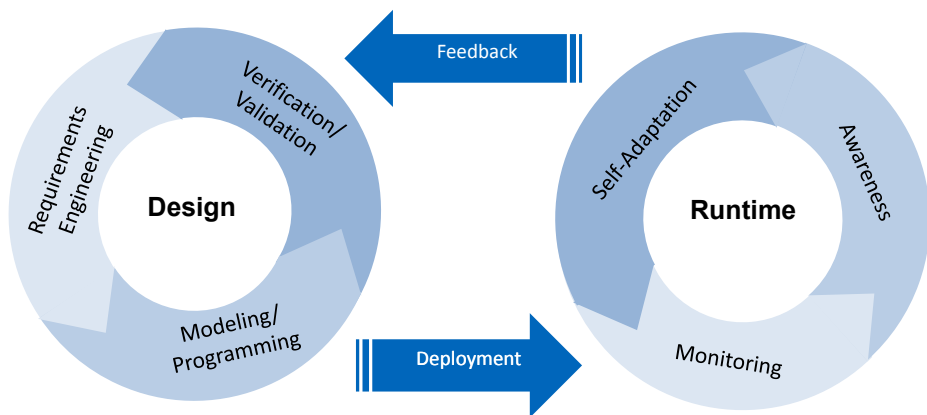 Feedback
Verification/
Validation
Requirements
Engineering
Design
Modeling/
Programming
Deployment
Self-Adaptation
Awareness
Runtime
Monitoring